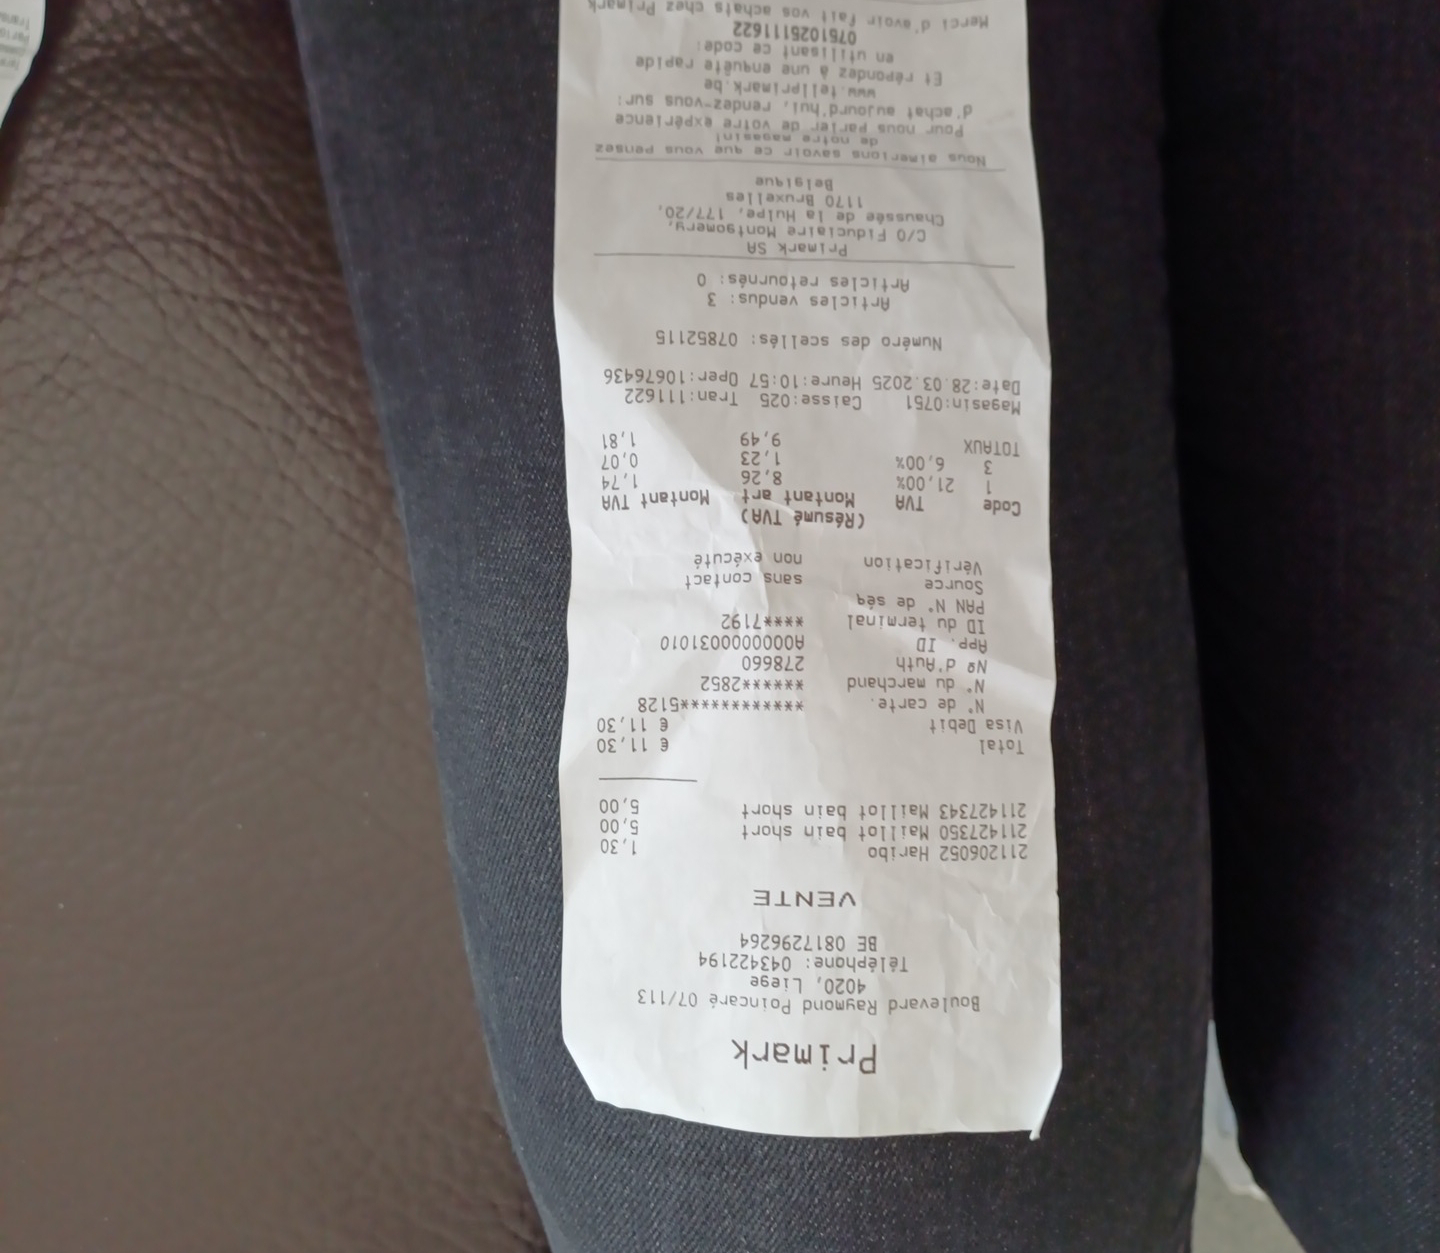 Primark
Boulevard Raymond Poincaré 07/113
4020, Liege
Téléphone: 043422194
BE 0817296264
VENTE
211206052 Haribo 1,30
211427350 Maillot bain short 5,00
211427343 Maillot bain short 5,00
Total € 11,30
Visa Debit € 11,30
N° de carte. ************5128
N° du marchand ******2852
Nº d'Auth 278660
App. ID A0000000031010
ID du terminal ****7192
PAN N° de séq
Source sans contact
Vérification non exécuté
(Résumé TVA)
Code TVA Montant art Montant TVA
1 21,00% 8,26 1,74
3 6,00% 1,23 0,07
TOTAUX 9,49 1,81
Magasin:0751 Caisse:025 Tran:111622
Date:28.03.2025 Heure:10:57 Oper:10676436
Numéro des scellés: 07852115
Articles vendus: 3
Articles retournés: 0
Primark SA
C/O Fiduciaire Montgomery,
Chaussée de la Hulpe, 177/20,
1170 Bruxelles
Belgique
Nous aimerions savoir ce que vous pensez
de notre magasin!
Pour nous parler de votre expérience
d'achat aujourd'hui, rendez-vous sur:
www.tellprimark.be
Et répondez à une enquête rapide
en utilisant ce code:
0751025111622
Merci d'avoir fait vos achats chez Primark